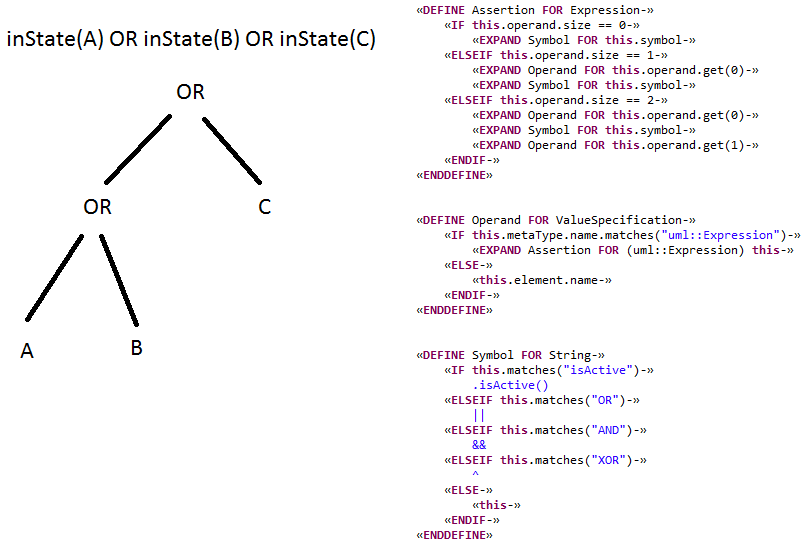 inState(A) OR inState(B) OR inState(C)
OR
OR
C
A
B
«DEFINE Assertion FOR Expression-»
«IF this.operand.size == 0-»
«EXPAND Symbol FOR this.symbol-»
«ELSEIF this.operand.size == 1-»
«EXPAND Operand FOR this.operand.get(0)-»
«EXPAND Symbol FOR this.symbol-»
«ELSEIF this.operand.size == 2-»
«EXPAND Operand FOR this.operand.get(0)-»
«EXPAND Symbol FOR this.symbol-»
«EXPAND Operand FOR this.operand.get(1)-»
«ENDIF-»
«ENDDEFINE»
«DEFINE Operand FOR ValueSpecification-»
«IF this.metaType.name.matches("uml::Expression")-»
«EXPAND Assertion FOR (uml::Expression) this-»
«ELSE-»
«this.element.name-»
«ENDIF-»
«ENDDEFINE»
«DEFINE Symbol FOR String-»
«IF this.matches("isActive")-»
.isActive()
«ELSEIF this.matches("OR")-»
||
«ELSEIF this.matches("AND")-»
&&
«ELSEIF this.matches("XOR")-»
^
«ELSE-»
«this-»
«ENDIF-»
«ENDDEFINE»